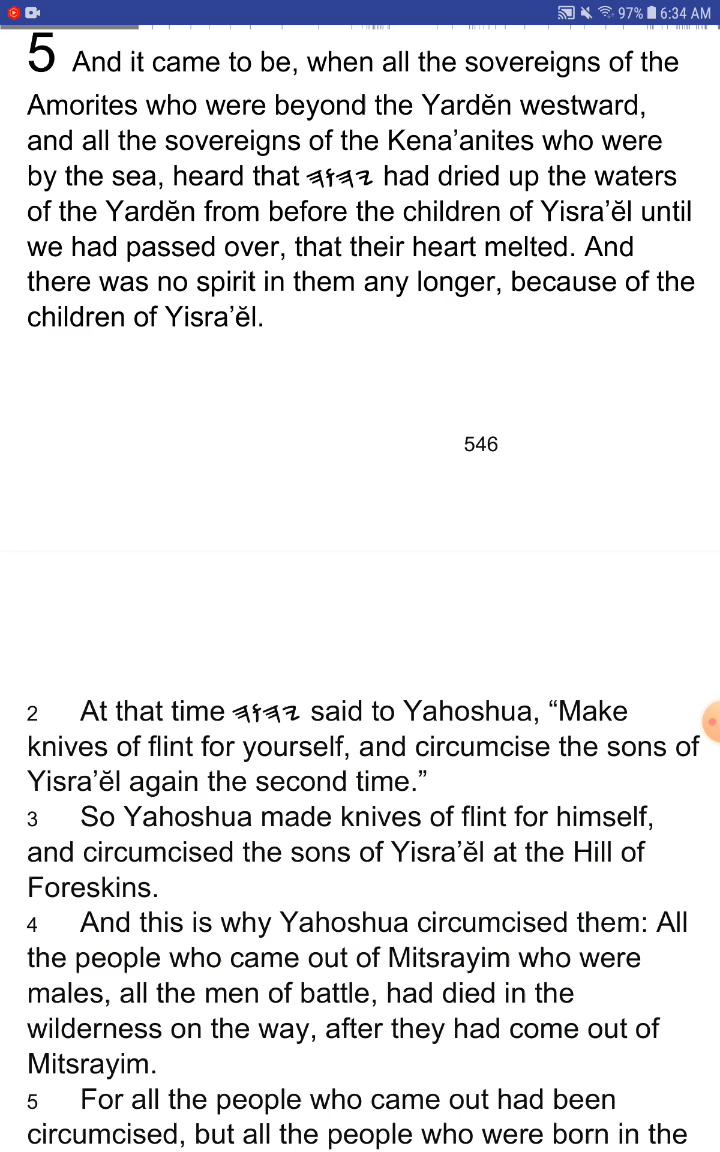 97% 6:34 AM
5 And it came to be, when all the sovereigns of the
Amorites who were beyond the Yardĕn westward,
and all the sovereigns of the Kena’anites who were
by the sea, heard that 𐤉𐤄𐤅𐤄 had dried up the waters
of the Yardĕn from before the children of Yisra’ĕl until
we had passed over, that their heart melted. And
there was no spirit in them any longer, because of the
children of Yisra’ĕl.
546
2 At that time 𐤉𐤄𐤅𐤄 said to Yahoshua, “Make
knives of flint for yourself, and circumcise the sons of
Yisra’ĕl again the second time.”
3 So Yahoshua made knives of flint for himself,
and circumcised the sons of Yisra’ĕl at the Hill of
Foreskins.
4 And this is why Yahoshua circumcised them: All
the people who came out of Mitsrayim who were
males, all the men of battle, had died in the
wilderness on the way, after they had come out of
Mitsrayim.
5 For all the people who came out had been
circumcised, but all the people who were born in the